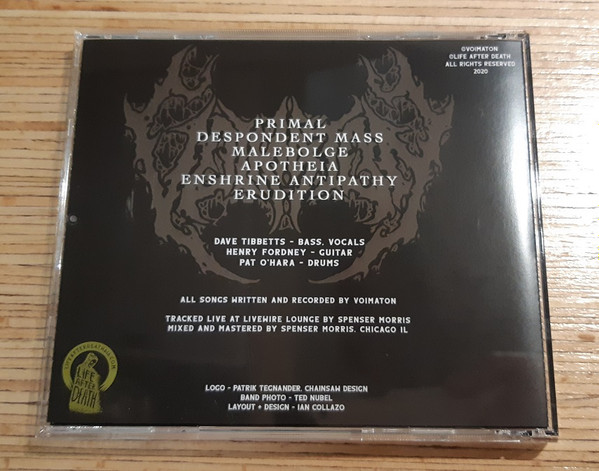 ©VOIMATON
©LIFE AFTER DEATH
ALL RIGHTS RESERVED
2020
PRIMAL
DESPONDENT MASS
MALEBOLGE
APOTHEIA
ENSHRINE ANTIPATHY
ERUDITION
DAVE TIBBETTS - BASS, VOCALS
HENRY FORDNEY - GUITAR
PAT O'HARA - DRUMS
ALL SONGS WRITTEN AND RECORDED BY VOIMATON
TRACKED LIVE AT LIVEWIRE LOUNGE BY SPENSER MORRIS
MIXED AND MASTERED BY SPENSER MORRIS, CHICAGO IL
LIFE
AFTER
DEATH
LOGO - PATRIK TEGNANDER, CHAINSAW DESIGN
BAND PHOTO - TED NUBEL
LAYOUT + DESIGN - IAN COLLAZO